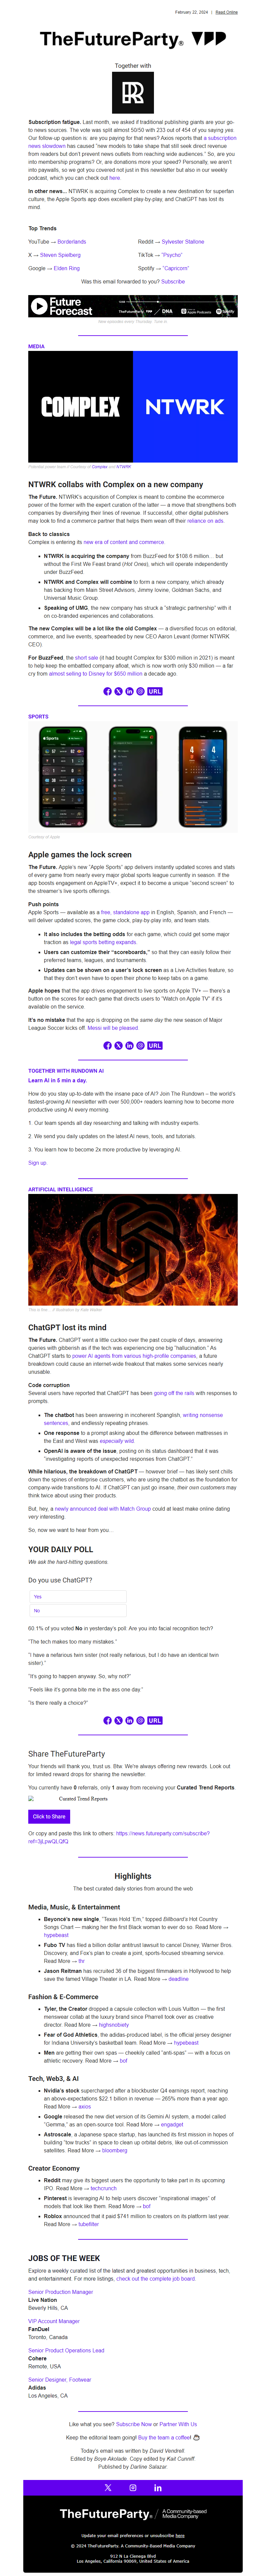 February 22, 2024 | Read Online
TheFutureParty®
Together with
Subscription fatigue. Last month, we asked if traditional publishing giants are your go-
to news sources. The vote was split almost 50/50 with 233 out of 454 of you saying yes.
Our follow-up question is: are you paying for that news? Axios reports that a subscription
news slowdown has caused "new models to take shape that still seek direct revenue
from readers but don't prevent news outlets from reaching wide audiences." So, are you
into membership programs? Or, are donations more your speed? Personally, we ain't
too proud to beg, so you got voyaged not just in this newsletter but also in our weekly
podcast, which you can check out here.
In other news... NTWRK is acquiring Complex to create a new destination for superfan
culture, the Apple Sports app does excellent play-by-play, and ChatGPT has lost its
mind.
Top Trends
YouTube → Borderlands
Reddit → Sylvester Stallone
X → Steven Spielberg
TikTok → "Psycho"
Google → Eiden Ring
Spotify → "Capricorn"
Was this email forwarded to you? Subscribe
Future
Forecast
TheFutureParty
DNA
Apple Podcasts
Spotify
MEDIA
COMPLEX
NTWRK
NTWRK collabs with Complex on a new company
The Future. NTWRK's acquisition of Complex is meant to combine the commerce
power of the former with the expert curation of the latter — a move that strengthens both
companies by diversifying their lines of revenue. If successful, other digital publishers
may look to find a commerce partner that helps them wean off their reliance on ads.
Back to classics
Complex is entering its new era of content and commerce.
NTWRK is acquiring the company from BuzzFeed for $108.6 million ... but
without the First We Feast brand (hence Hot Ones), which will operate independently
under BuzzFeed.
NTWRK and Complex will combine to form a new company, which already
has backing from Main Street Advisors, Jimmy Iovine, Goldman Sachs, and
Universal Music Group.
Speaking of UMG, the new company has struck a "strategic partnership" with it
on co-branded experiences and merchandise.
The new Complex will be a lot like the old Complex — a diversified focus on editorial,
commerce, and live events, spearheaded by new CEO Aaron Levant (former NTWRK
CEO).
For BuzzFeed, the short sale (it had bought Complex for $300 million in 2021) is meant
to help keep the embattled company afloat, which is now worth only $30 million — a far
cry from almost selling to Disney for $650 million a decade ago.
URL
SPORTS
Courtesy of Apple
Apple games the lock screen
The Future. Apple's new "Apple Sports" app delivers instantly updated scores and stats
of games from nearly every major global sports league currently in season. If the
app boosts engagement on AppleTV+, expect it to become a unique "second screen" to
the streamer's live sports offerings.
Push points
Apple Sports — available as a free, standalone app in English, Spanish, and French —
will deliver updated scores, the game clock, play-by-play information, and team stats.
It also includes the betting odds for each game, which could get some major
traction as legal sports betting expands.
Users can customize their "scoreboards," so that they can easily follow their
preferred teams, leagues, and tournaments.
Updates can be shown on a user's lock screen as a Live Activities feature, so
that they don't even need to open their phone to keep tabs on a game.
Apple hopes that the app drives engagement to live sports on Apple TV+ — there's a
button on the scores for each game that directs users to "Watch on Apple TV" if it's
available on the service.
It's no mistake that the app is dropping on the same day the new season of Major
League Soccer kicks off. Messi will be pleased.
URL
TOGETHER WITH RUNDOWN AI
Learn AI in 5 min a day.
How do you stay up-to-date with the insane pace of AI? Join The Rundown – the world's
fastest-growing AI newsletter with over 500,000+ readers learning how to become more
productive using AI every morning.
1. Our team spends all day researching and talking with industry experts.
2. We send you daily updates on the latest AI news, tools, and tutorials.
3. You learn how to become 2x more productive by leveraging AI.
Sign up.
ARTIFICIAL INTELLIGENCE
ChatGPT lost its mind
The Future. ChatGPT went a little cuckoo over the past couple of days, answering
queries with gibberish as if the tech was experiencing one big "hallucination." As
ChatGPT starts to power AI agents from various high-profile companies, a future
breakdown could cause an internet-wide freakout that makes some services nearly
unusable.
Code corruption
Several users have reported that ChatGPT has been going off the rails with responses to
prompts.
The chatbot has been answering in incoherent Spanglish, writing nonsense
sentences, and endlessly repeating phrases.
One response to a prompt asking about the difference between mattresses in
the East and West was especially wild.
OpenAI is aware of the issue, posting on its status dashboard that it was
"investigating reports of unexpected responses from ChatGPT."
While hilarious, the breakdown of ChatGPT — however brief — has likely sent chills
down the spines of enterprise customers, who are using the chatbot as the foundation of
company-wide transitions to AI. If ChatGPT can just go insane, their own customers may
think twice about using their products.
But, hey, a newly announced deal with Match Group could at least make online dating
very interesting.
So, now we want to hear from you...
YOUR DAILY POLL
We ask the hard-hitting questions.
Do you use ChatGPT?
Yes
No
60.1% of you voted No in yesterday's poll: Are you into facial recognition tech?
"The tech makes too many mistakes."
"I have a nefarious twin sister (not really nefarious, but I do have an identical twin
sister)."
"It's going to happen anyway. So, why not?"
"Feels like it's gonna bite me in the ass one day."
"Is there really a choice?"
URL
Share TheFutureParty
Your friends will thank you, trust us. Btw. We're always offering new rewards. Look out
for limited reward drops for sharing the newsletter.
You currently have 0 referrals, only 1 away from receiving your Curated Trend Reports.
Curated Trend Reports
Click to Share
Or copy and paste this link to others: https://news.futureparty.com/subscribe?
Highlights
The best curated daily stories from around the web
Media, Music, & Entertainment
Beyoncé's new single, "Texas Hold 'Em," topped Billboard's Hot Country
Songs Chart — making her the first Black woman to ever do so. Read More →
hypebeast
Fubo TV has filed a billion dollar antitrust lawsuit to cancel Disney, Warner Bros.
Discovery, and Fox's plan to create a joint, sports-focused streaming service.
Read More → thr
Jason Reitman has recruited 36 of the biggest filmmakers in Hollywood to help
save the famed Village Theater in LA. Read More → deadline
Fashion & E-Commerce
Tyler, the Creator dropped a capsule collection with Louis Vuitton — the first
menswear collab at the luxury brand since Pharrell took over as creative
director. Read More → highsnobiety
Fear of God Athletics, the adidas-produced label, is the official jersey designer
for Indiana University's basketball team. Read More → hypebeast
Men are getting their own spas — cheekily called "anti-spas" — with a focus on
athletic recovery. Read More → bof
Tech, Web3, & AI
Nvidia's stock supercharged after a blockbuster Q4 earnings report, reaching
an above-expectations $22.1 billion in revenue — 265% more than a year ago.
Read More → axios
Google released the new diet version of its Gemini AI system, a model called
"Gemma," as an open-source tool. Read More → engadget
Astroscale, a Japanese space startup, has launched its first mission in hopes of
building "tow trucks" in space to clean up orbital debris, like out-of-commission
satellites. Read More → bloomberg
Creator Economy
Reddit may give its biggest users the opportunity to take part in its upcoming
IPO. Read More → techcrunch
Pinterest is leveraging AI to help users discover "inspirational images" of
models that look like them. Read More → bof
Roblox announced that it paid $741 million to creators on its platform last year.
Read More → tubefilter
JOBS OF THE WEEK
Explore a weekly curated list of the latest and greatest opportunities in business, tech,
and entertainment. For more listings, check out the complete job board.
Senior Production Manager
Live Nation
Beverly Hills, CA
VIP Account Manager
FanDuel
Toronto, Canada
Senior Product Operations Lead
Cohere
Remote, USA
Senior Designer, Footwear
Adidas
Los Angeles, CA
Like what you see? Subscribe Now or Partner With Us
Keep the editorial team going! Buy the team a coffee!
Today's email was written by David Vendrell.
Edited by Boye Akolade. Copy edited by Kait Cunniff.
Published by Darline Salazar.
TheFutureParty® / A Community-based
Media Company
Update your email preferences or unsubscribe here
© 2024 TheFutureParty. A Community-Based Media Company
912 N La Cienega Blvd
Los Angeles, California 90069, United States of America